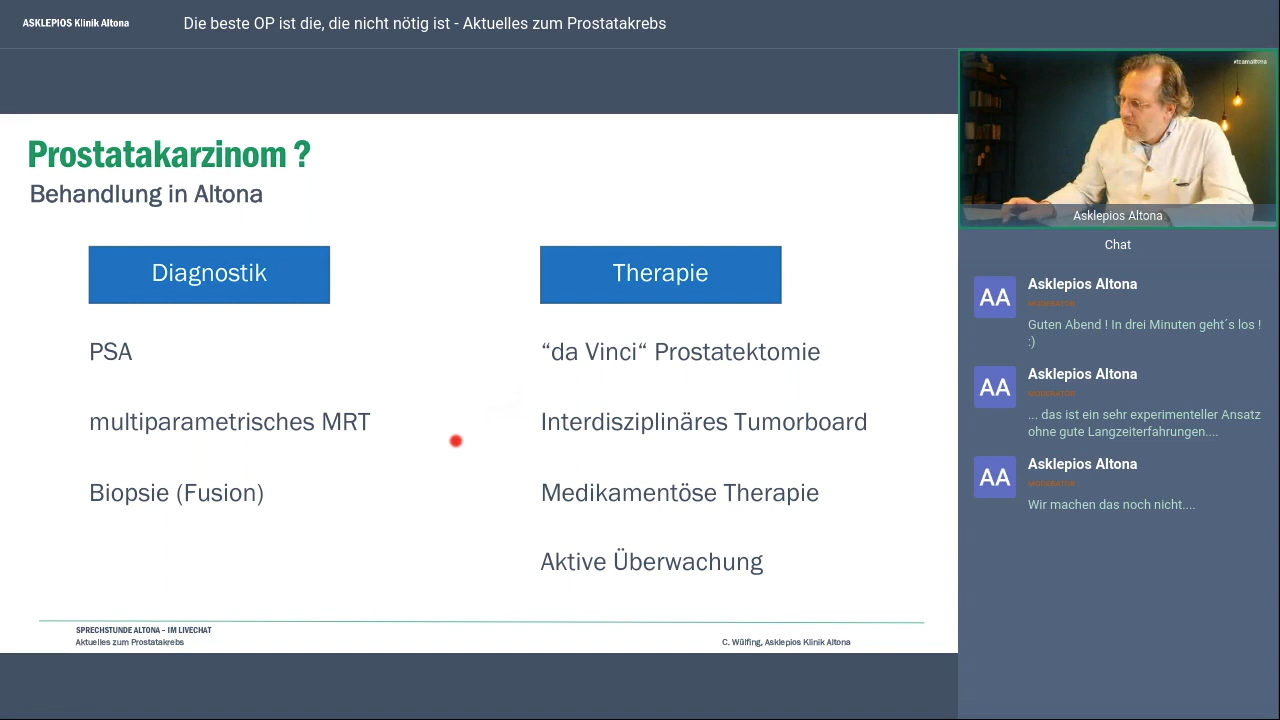 ASKLEPIOS Klinik Altona
Die beste OP ist die, die nicht nötig ist - Aktuelles zum Prostatakrebs
Prostatakarzinom ?
Behandlung in Altona
Diagnostik
PSA
multiparametrisches MRT
Biopsie (Fusion)
Therapie
“da Vinci“ Prostatektomie
Interdisziplinäres Tumorboard
Medikamentöse Therapie
Aktive Überwachung
SPRECHSTUNDE ALTONA – IM LIVECHAT
Aktuelles zum Prostatakrebs
C. Wülfing, Asklepios Klinik Altona
#teamaltona
Asklepios Altona
Chat
AA
Asklepios Altona
MODERATOR
Guten Abend ! In drei Minuten geht´s los !
:)
AA
Asklepios Altona
MODERATOR
... das ist ein sehr experimenteller Ansatz
ohne gute Langzeiterfahrungen....
AA
Asklepios Altona
MODERATOR
Wir machen das noch nicht....